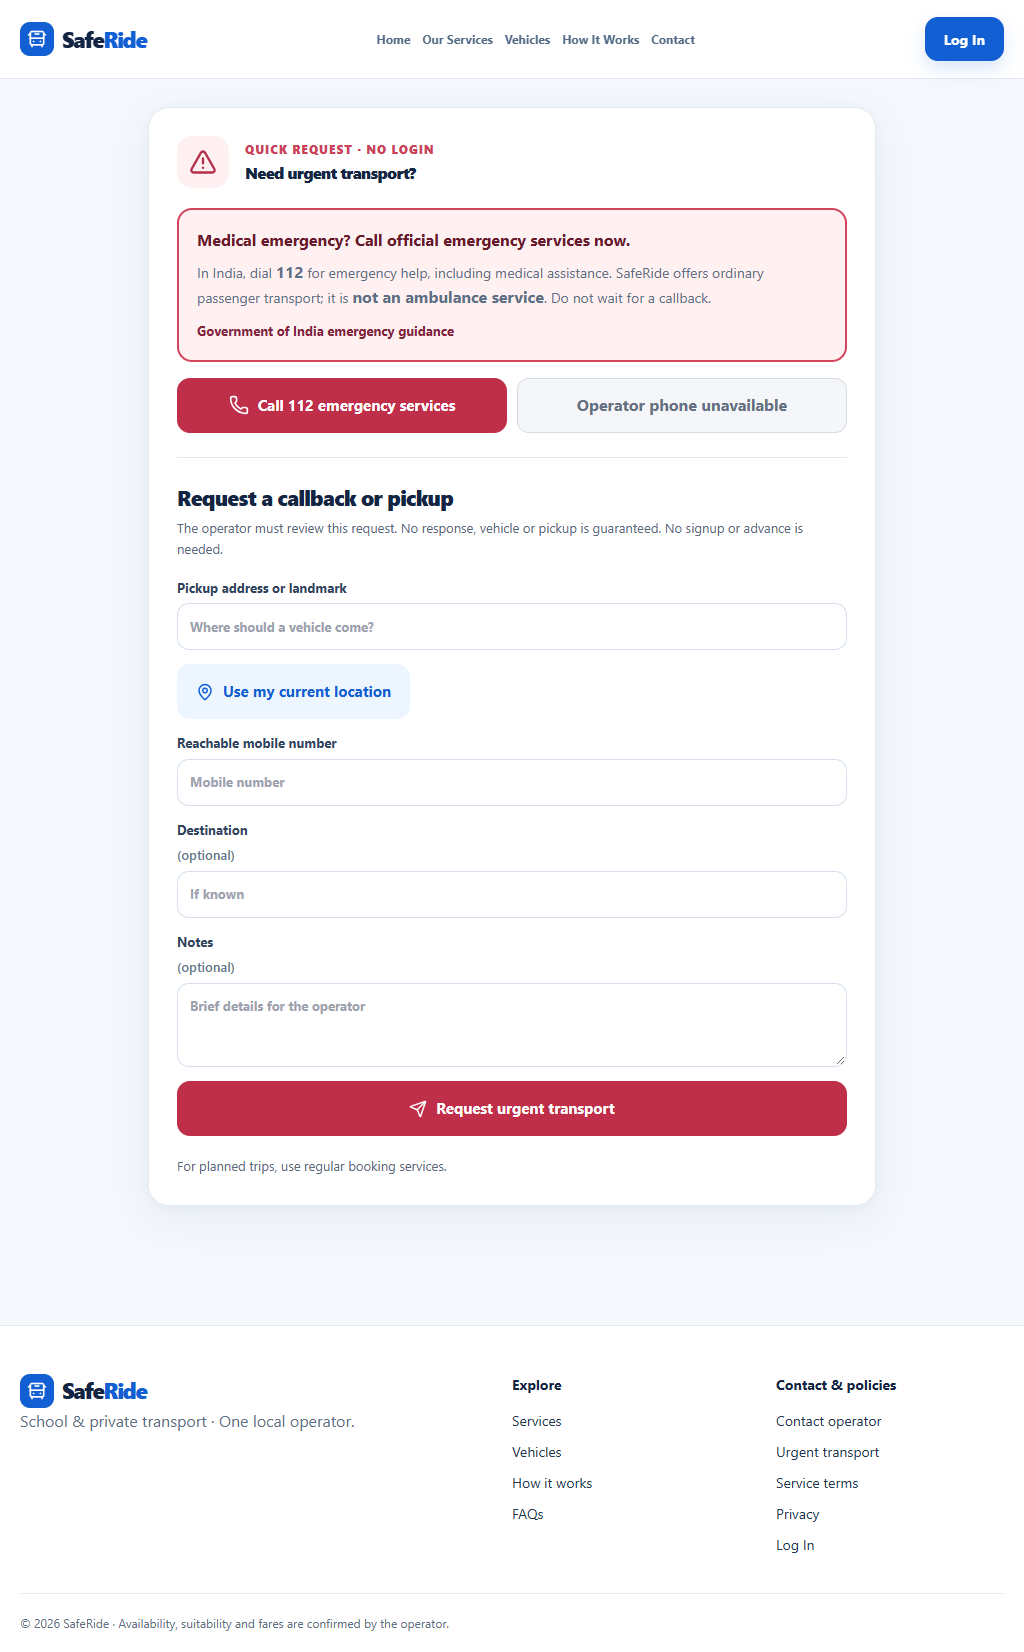 SafeRide
Home Our Services Vehicles How It Works Contact
Log In
QUICK REQUEST · NO LOGIN
Need urgent transport?
Medical emergency? Call official emergency services now.
In India, dial 112 for emergency help, including medical assistance. SafeRide offers ordinary
passenger transport; it is not an ambulance service. Do not wait for a callback.
Government of India emergency guidance
Call 112 emergency services
Operator phone unavailable
Request a callback or pickup
The operator must review this request. No response, vehicle or pickup is guaranteed. No signup or advance is
needed.
Pickup address or landmark
Where should a vehicle come?
Use my current location
Reachable mobile number
Mobile number
Destination
(optional)
If known
Notes
(optional)
Brief details for the operator
Request urgent transport
For planned trips, use regular booking services.
SafeRide
School & private transport · One local operator.
Explore
Services
Vehicles
How it works
FAQs
Contact & policies
Contact operator
Urgent transport
Service terms
Privacy
Log In
© 2026 SafeRide · Availability, suitability and fares are confirmed by the operator.